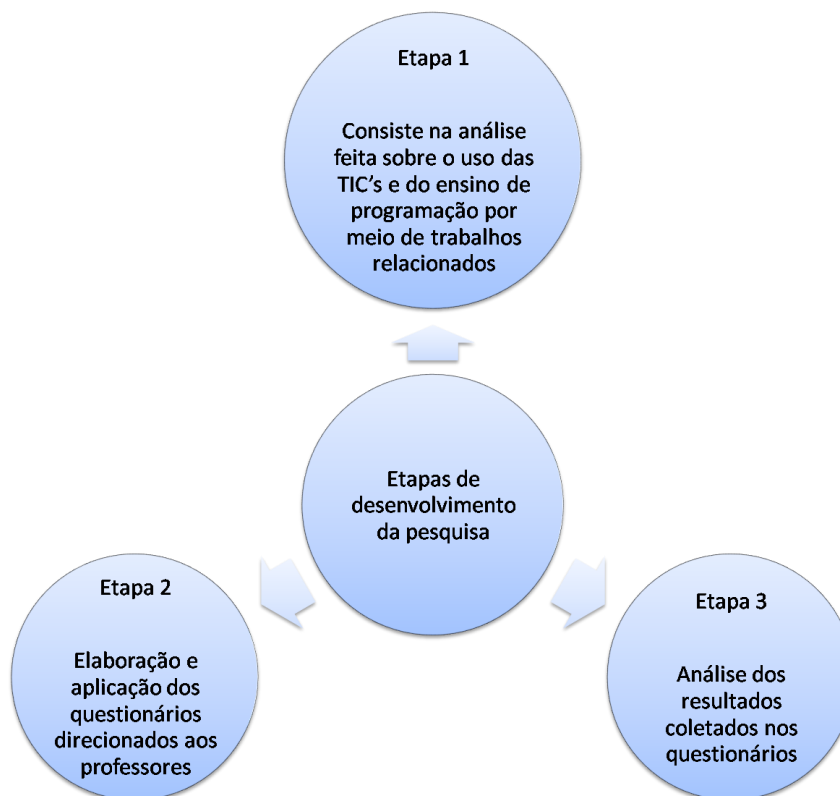 Etapa 1
Consiste na análise
feita sobre o uso das
TIC's e do ensino de
programação por
meio de trabalhos
relacionados
Etapas de
desenvolvimento
da pesquisa
Etapa 2
Elaboração e
aplicação dos
questionários
direcionados aos
professores
Etapa 3
Análise dos
resultados
coletados nos
questionários